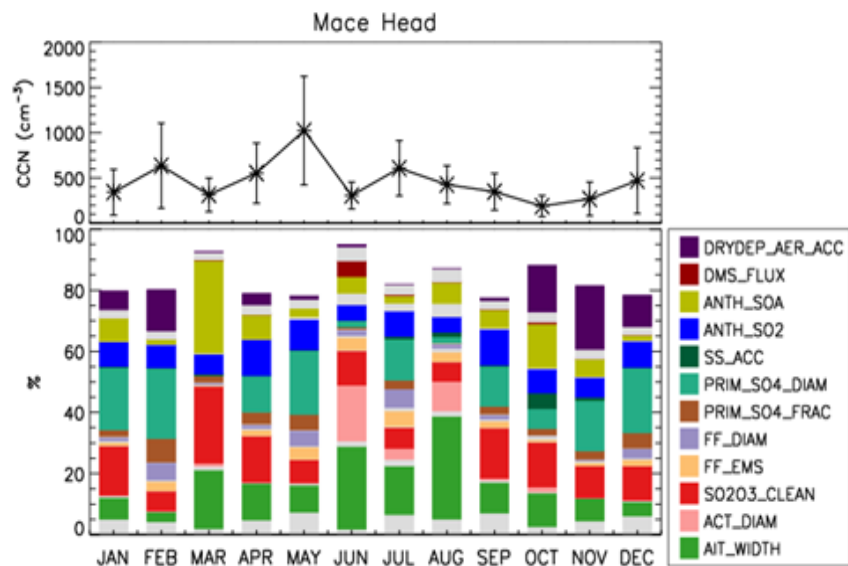 Mace Head
2000
1500
1000
500
0
CCN (cm⁻³)
100
80
60
40
20
0
%
JAN FEB MAR APR MAY JUN JUL AUG SEP OCT NOV DEC
DRYDEP_AER_ACC
DMS_FLUX
ANTH_SOA
ANTH_SO2
SS_ACC
PRIM_SO4_DIAM
PRIM_SO4_FRAC
FF_DIAM
FF_EMS
SO2O3_CLEAN
ACT_DIAM
AIT_WIDTH